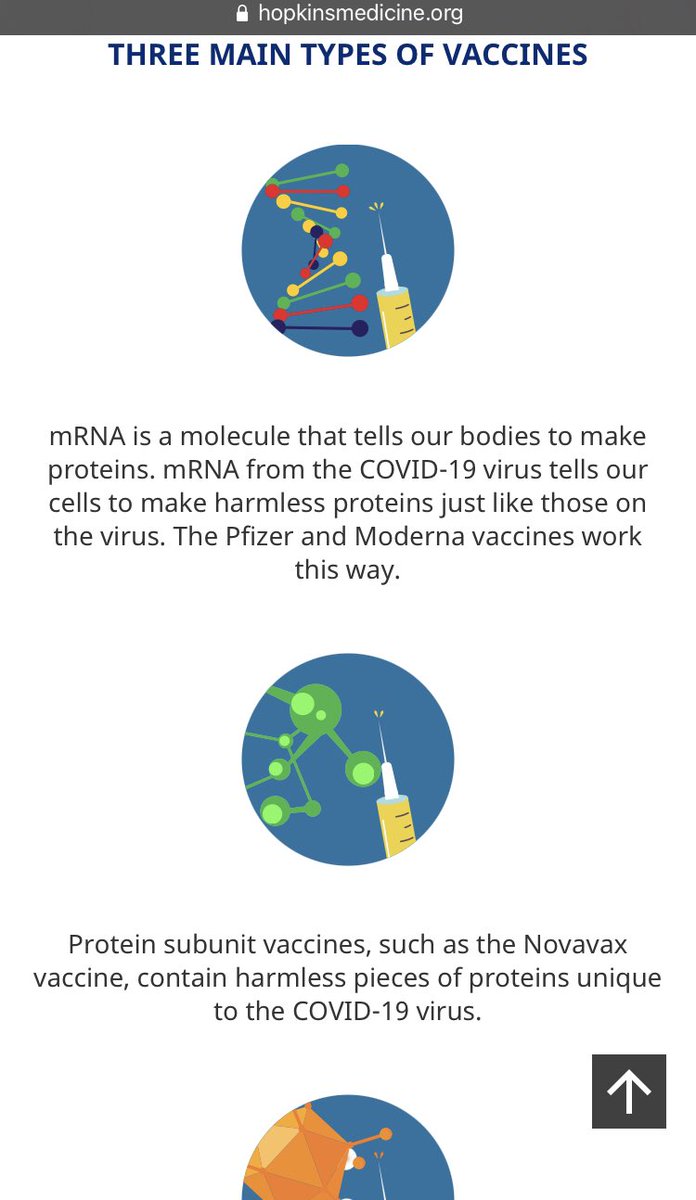 hopkinsmedicine.org
THREE MAIN TYPES OF VACCINES
mRNA is a molecule that tells our bodies to make
proteins. mRNA from the COVID-19 virus tells our
cells to make harmless proteins just like those on
the virus. The Pfizer and Moderna vaccines work
this way.
Protein subunit vaccines, such as the Novavax
vaccine, contain harmless pieces of proteins unique
to the COVID-19 virus.